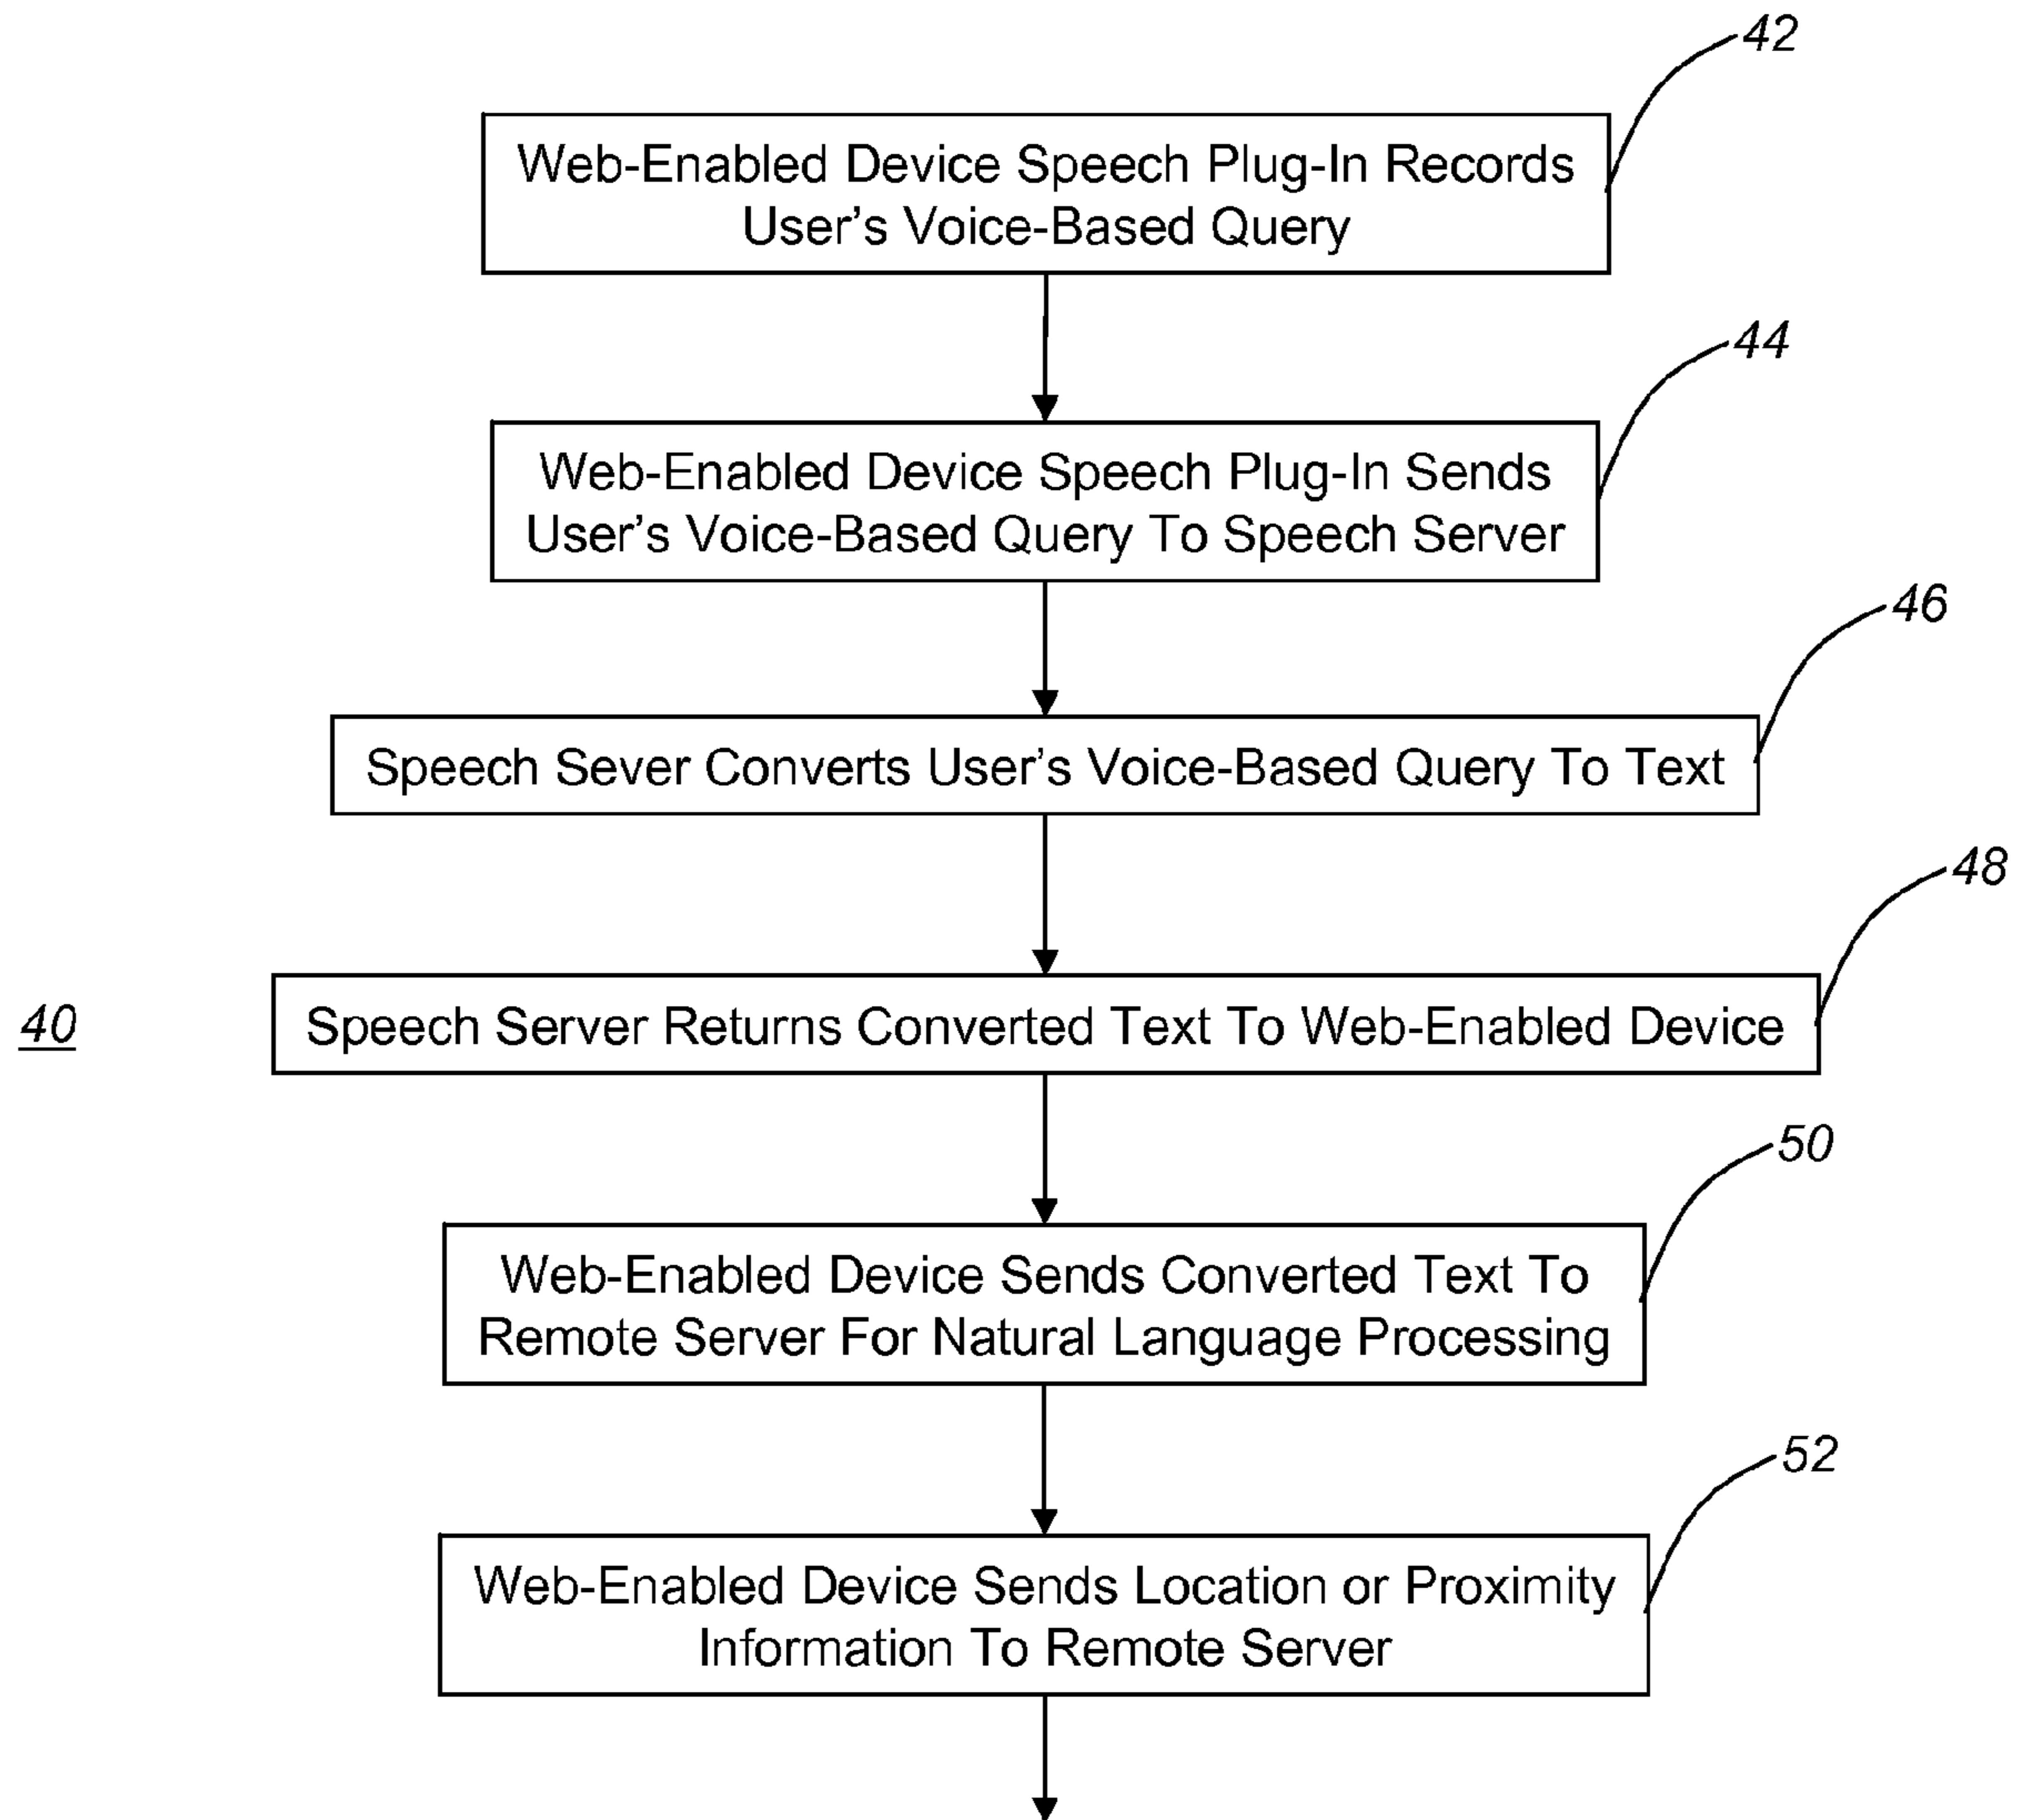 42
Web-Enabled Device Speech Plug-In Records
User’s Voice-Based Query
44
Web-Enabled Device Speech Plug-In Sends
User’s Voice-Based Query To Speech Server
46
Speech Sever Converts User’s Voice-Based Query To Text
48
40
Speech Server Returns Converted Text To Web-Enabled Device
50
Web-Enabled Device Sends Converted Text To
Remote Server For Natural Language Processing
52
Web-Enabled Device Sends Location or Proximity
Information To Remote Server